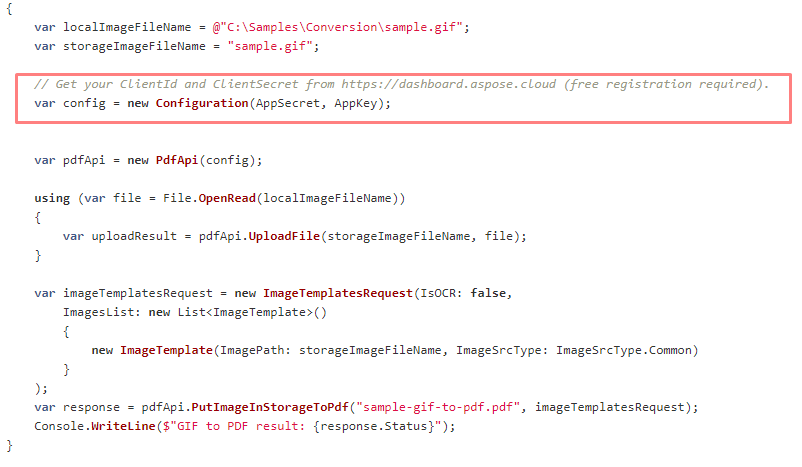 {
    var localImageFileName = @"C:\Samples\Conversion\sample.gif";
    var storageImageFileName = "sample.gif";
    // Get your ClientId and ClientSecret from https://dashboard.aspose.cloud (free registration required).
    var config = new Configuration(AppSecret, AppKey);
    var pdfApi = new PdfApi(config);
    using (var file = File.OpenRead(localImageFileName))
    {
        var uploadResult = pdfApi.UploadFile(storageImageFileName, file);
    }
    var imageTemplatesRequest = new ImageTemplatesRequest(IsOCR: false,
        ImagesList: new List<ImageTemplate>()
        {
            new ImageTemplate(ImagePath: storageImageFileName, ImageSrcType: ImageSrcType.Common)
        }
    );
    var response = pdfApi.PutImageInStorageToPdf("sample-gif-to-pdf.pdf", imageTemplatesRequest);
    Console.WriteLine($"GIF to PDF result: {response.Status}");
}